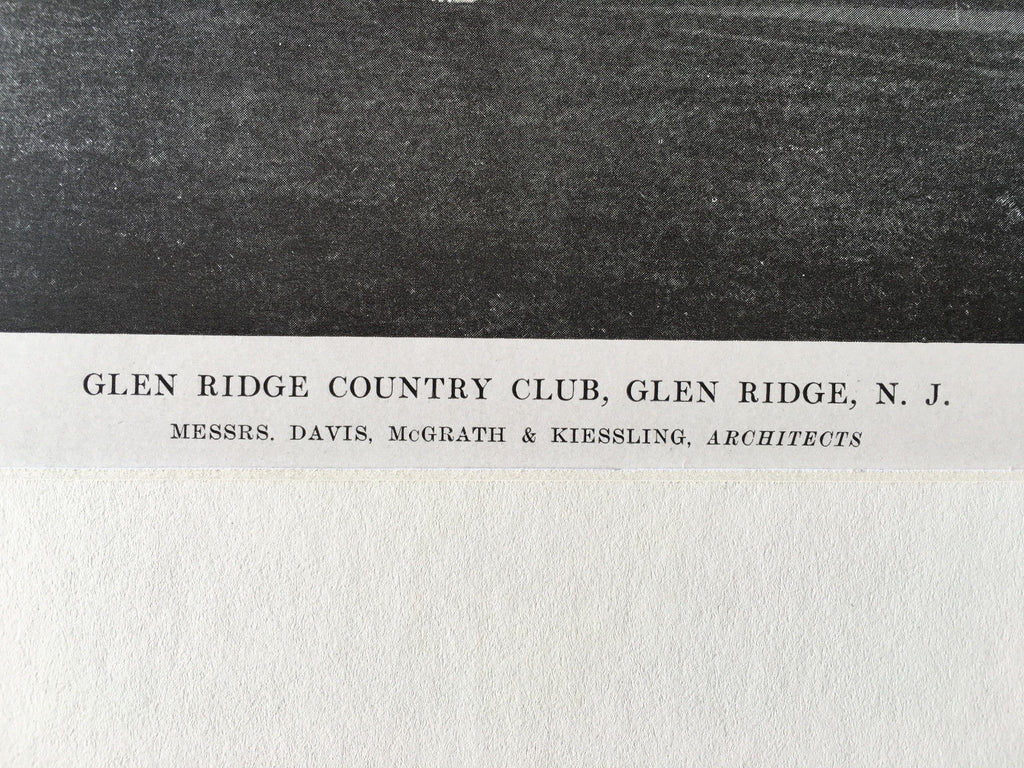 GLEN RIDGE COUNTRY CLUB, GLEN RIDGE, N. J.
MESSRS. DAVIS, McGRATH & KIESSLING, ARCHITECTS